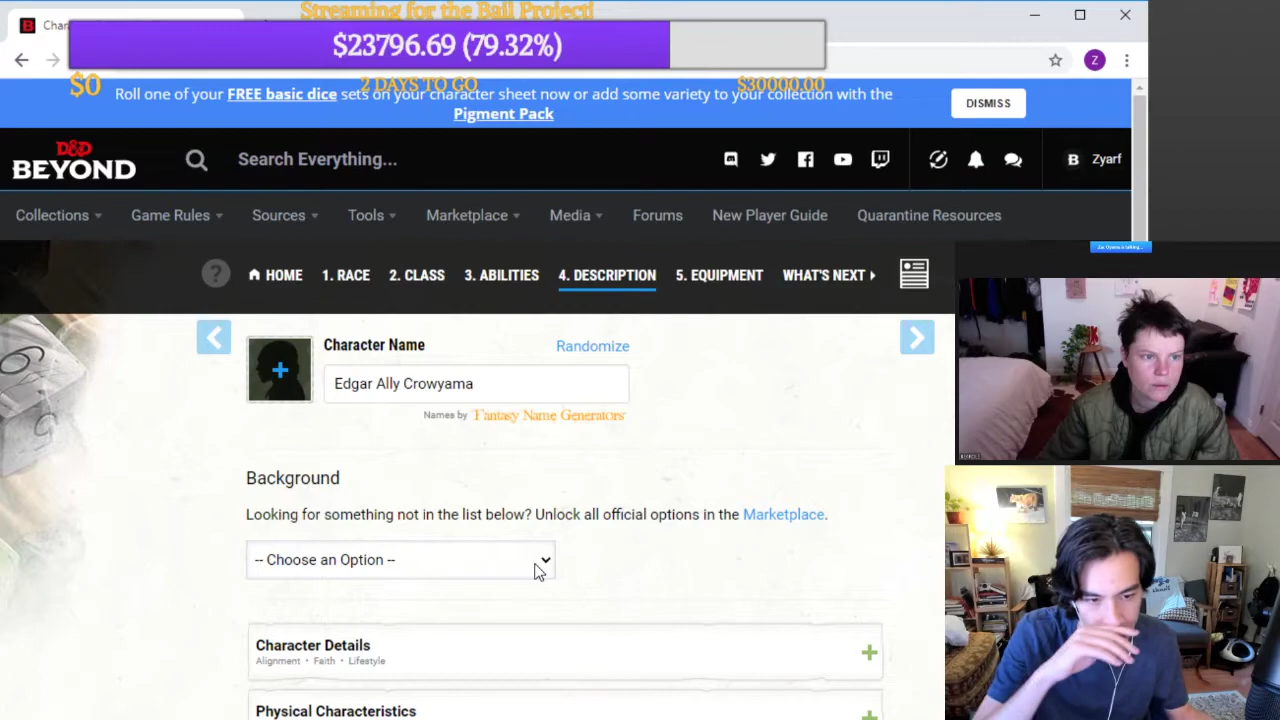 Streaming for the Bail Project!
$23796.69 (79.32%)
$0
2 DAYS TO GO
$30000.00
Roll one of your FREE basic dice sets on your character sheet now or add some variety to your collection with the
Pigment Pack
DISMISS
D&D
BEYOND
Search Everything...
B Zyarf
Collections
Game Rules
Sources
Tools
Marketplace
Media
Forums
New Player Guide
Quarantine Resources
HOME
1. RACE
2. CLASS
3. ABILITIES
4. DESCRIPTION
5. EQUIPMENT
WHAT'S NEXT
Character Name
Randomize
Edgar Ally Crowyama
Names by Fantasy Name Generators
Background
Looking for something not in the list below? Unlock all official options in the Marketplace.
-- Choose an Option --
Character Details
Alignment • Faith • Lifestyle
Physical Characteristics